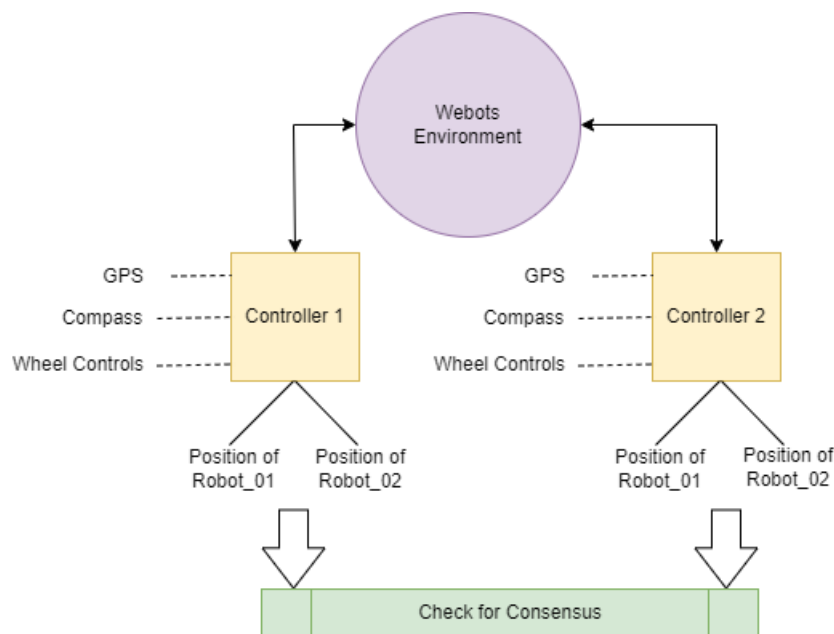 Webots
Environment
GPS
Compass
Wheel Controls
Controller 1
GPS
Compass
Wheel Controls
Controller 2
Position of
Robot_01
Position of
Robot_02
Position of
Robot_01
Position of
Robot_02
Check for Consensus